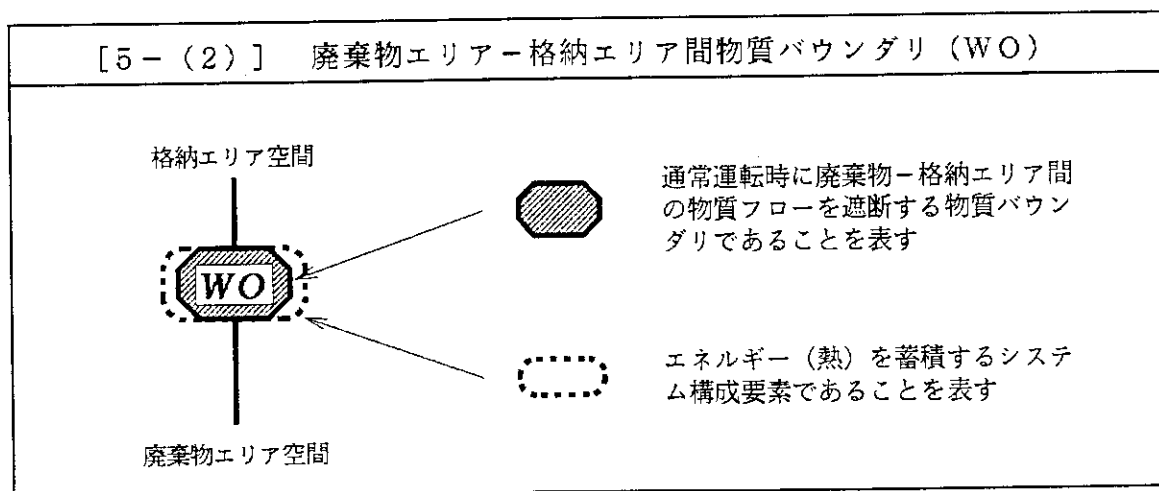 [5-(2)] 廃棄物エリア-格納エリア間物質バウンダリ(WO)
格納エリア空間
通常運転時に廃棄物-格納エリア間
の物質フローを遮断する物質バウン
ダリであることを表す
WO
エネルギー(熱)を蓄積するシステ
ム構成要素であることを表す
廃棄物エリア空間